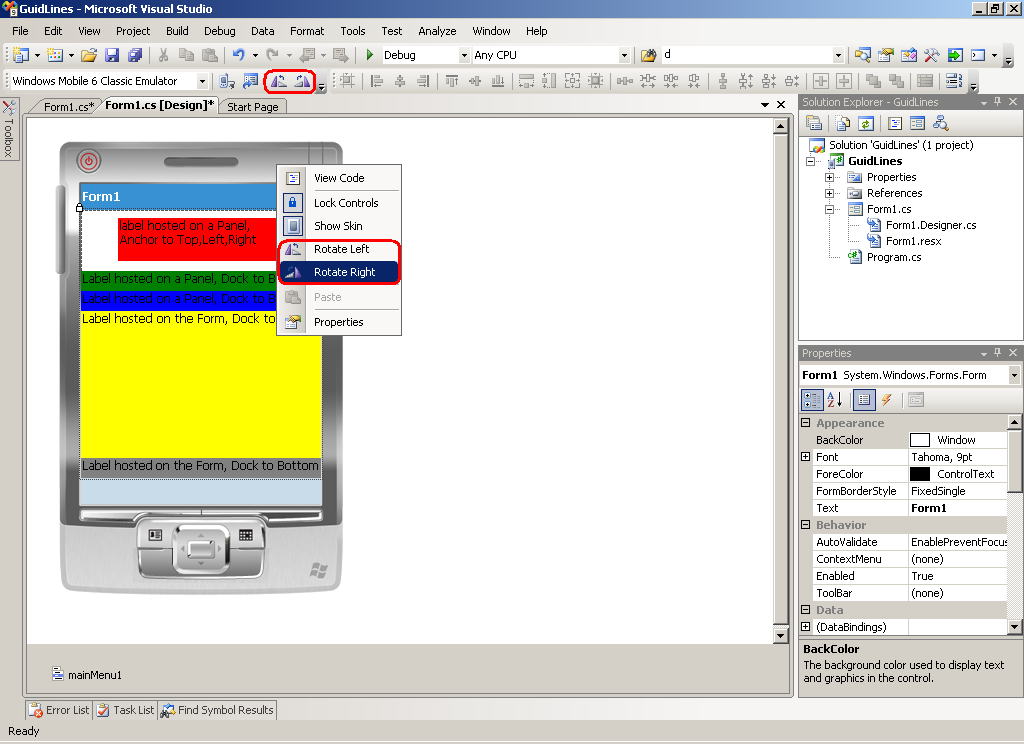 GuidLines - Microsoft Visual Studio
File Edit View Project Build Debug Data Format Tools Test Analyze Window Help
Debug Any CPU d
Windows Mobile 6 Classic Emulator
Toolbox
Form1.cs* Form1.cs [Design]* Start Page
Form1
label hosted on a Panel,
Anchor to Top,Left,Right
Label hosted on a Panel, Dock to B
Label hosted on a Panel, Dock to B
Label hosted on the Form, Dock to
Label hosted on the Form, Dock to Bottom
View Code
Lock Controls
Show Skin
Rotate Left
Rotate Right
Paste
Properties
mainMenu1
Solution Explorer - GuidLines
Solution 'GuidLines' (1 project)
GuidLines
Properties
References
Form1.cs
Form1.Designer.cs
Form1.resx
Program.cs
Properties
Form1 System.Windows.Forms.Form
Appearance
BackColor Window
Font Tahoma, 9pt
ForeColor ControlText
FormBorderStyle FixedSingle
Text Form1
Behavior
AutoValidate EnablePreventFocus
ContextMenu (none)
Enabled True
ToolBar (none)
Data
(DataBindings)
BackColor
The background color used to display text
and graphics in the control.
Error List Task List Find Symbol Results
Ready